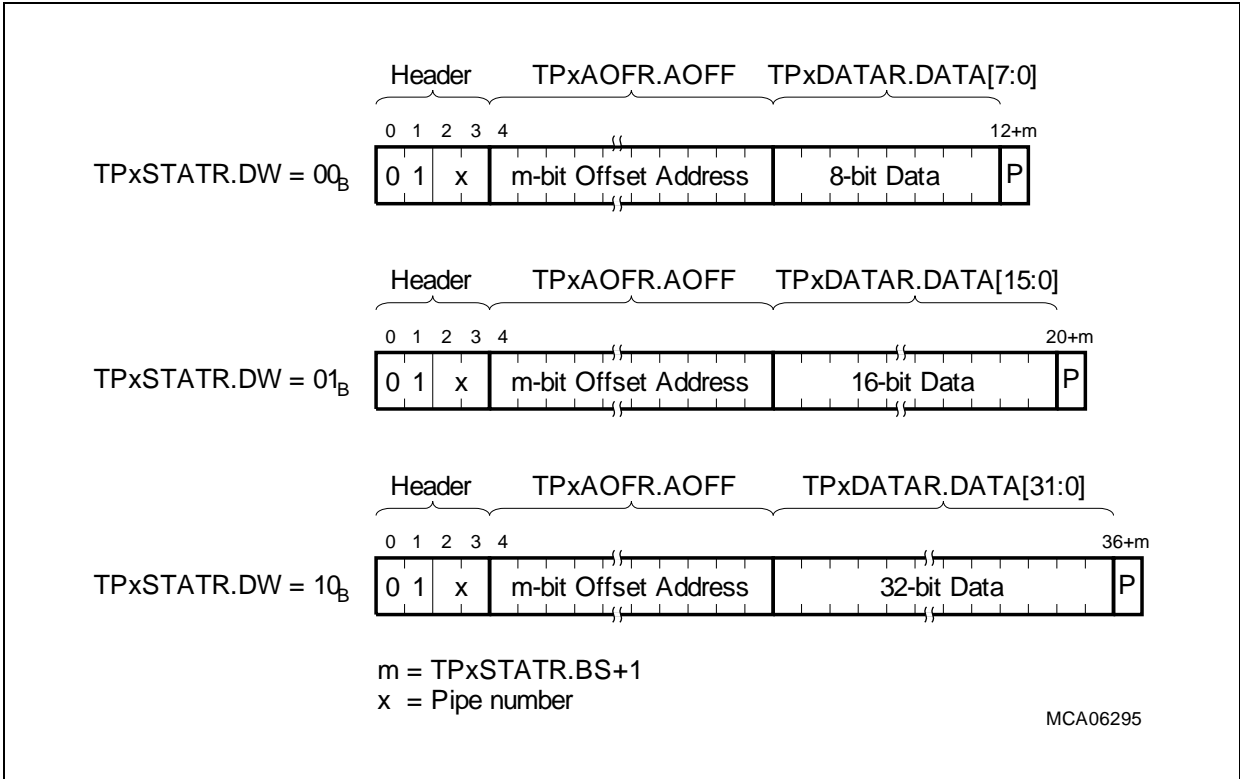 Header TPxAOFR.AOFF TPxDATAR.DATA[7:0]
0 1 2 3 4 12+m
TPxSTATR.DW = 00B 0 1 x m-bit Offset Address 8-bit Data P
Header TPxAOFR.AOFF TPxDATAR.DATA[15:0]
0 1 2 3 4 20+m
TPxSTATR.DW = 01B 0 1 x m-bit Offset Address 16-bit Data P
Header TPxAOFR.AOFF TPxDATAR.DATA[31:0]
0 1 2 3 4 36+m
TPxSTATR.DW = 10B 0 1 x m-bit Offset Address 32-bit Data P
m = TPxSTATR.BS+1
x = Pipe number
MCA06295